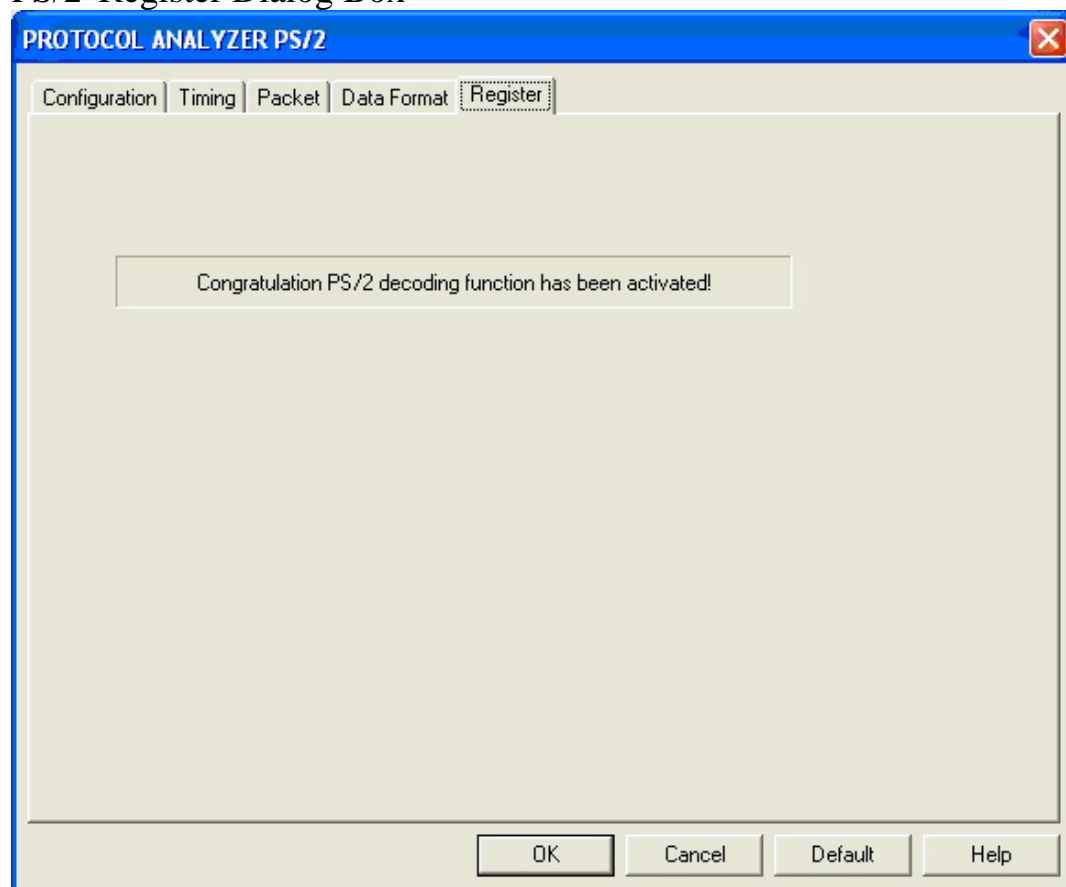 PS/2 Register Dialog Box
PROTOCOL ANALYZER PS/2
Configuration Timing Packet Data Format Register
Congratulation PS/2 decoding function has been activated!
OK Cancel Default Help